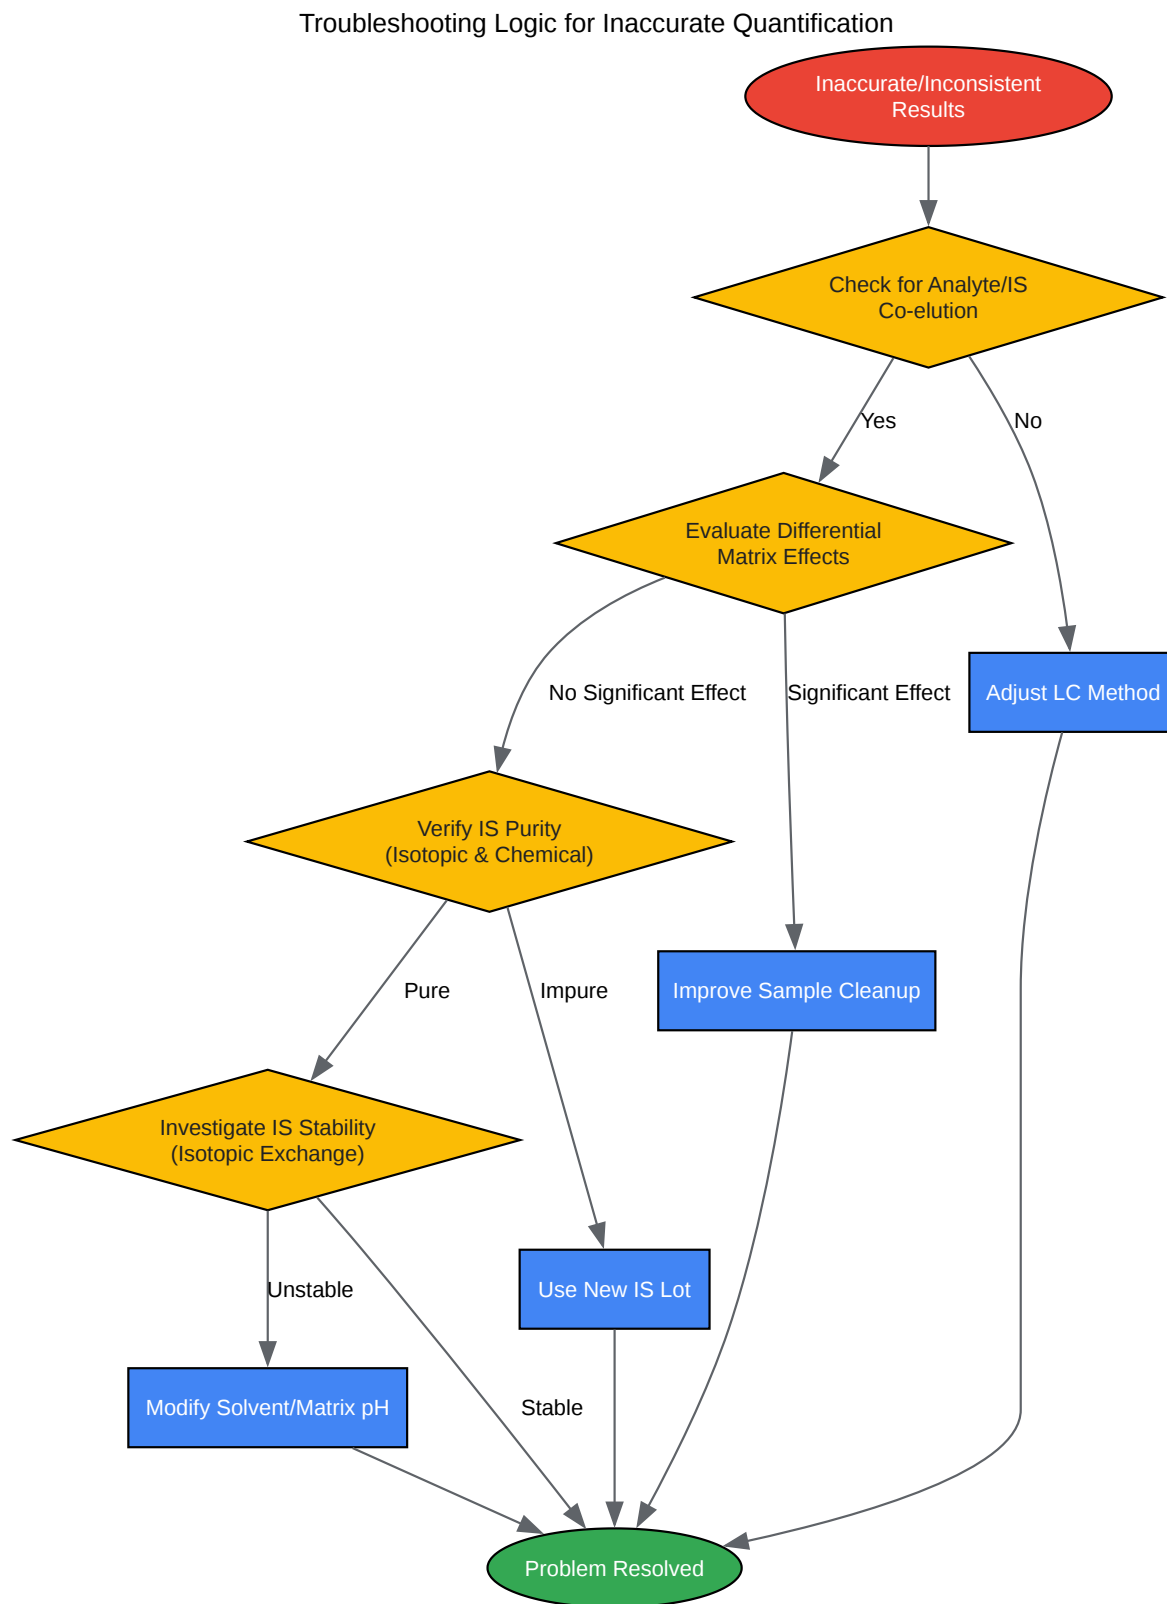 Troubleshooting Logic for Inaccurate Quantification
Inaccurate/Inconsistent
Results
Check for Analyte/IS
Co-elution
Yes
No
Evaluate Differential
Matrix Effects
No Significant Effect
Significant Effect
Adjust LC Method
Verify IS Purity
(Isotopic & Chemical)
Pure
Impure
Improve Sample Cleanup
Investigate IS Stability
(Isotopic Exchange)
Unstable
Use New IS Lot
Modify Solvent/Matrix pH
Stable
Problem Resolved